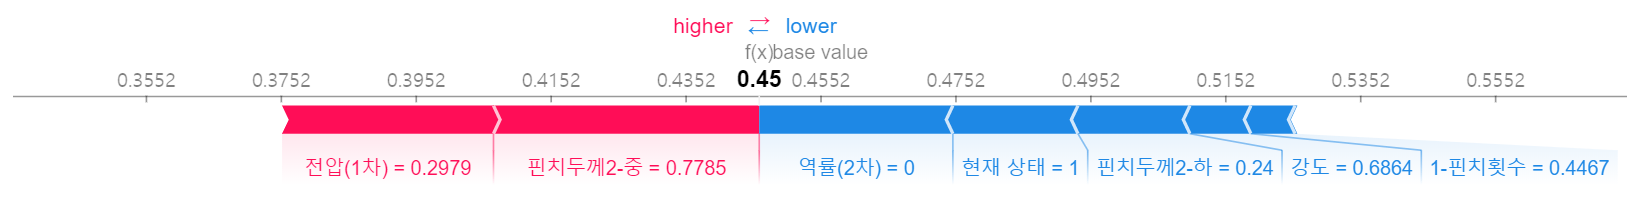 higher ⇄ lower
f(x)base value
0.3552 0.3752 0.3952 0.4152 0.4352 0.45 0.4552 0.4752 0.4952 0.5152 0.5352 0.5552
전압(1차) = 0.2979 핀치두께2-중 = 0.7785 역률(2차) = 0 현재 상태 = 1 핀치두께2-하 = 0.24 강도 = 0.6864 1-핀치횟수 = 0.4467